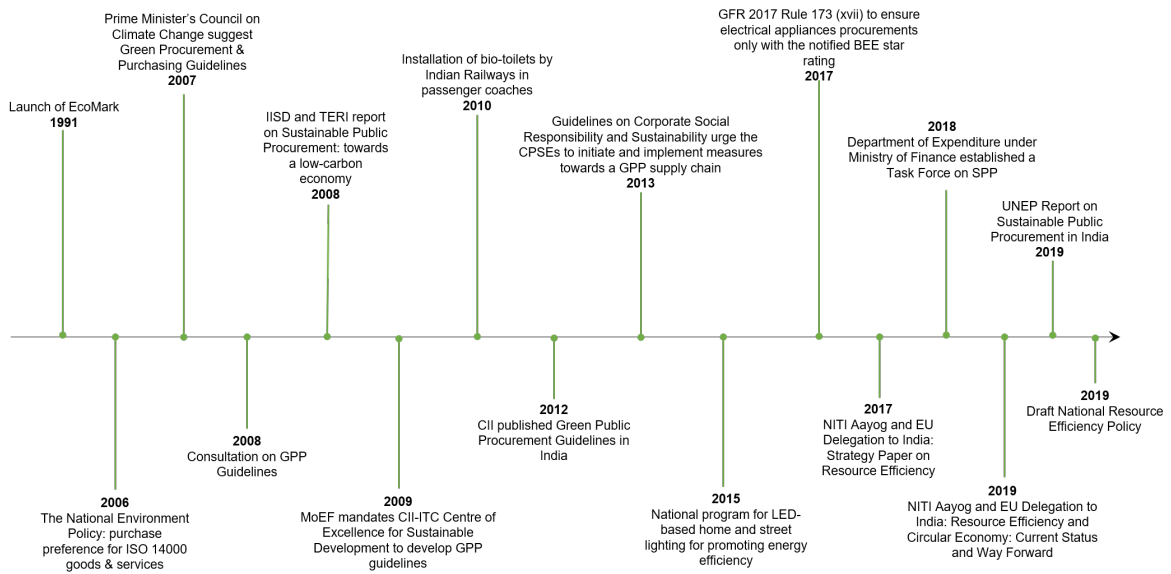 Launch of EcoMark
1991
2006
The National Environment
Policy: purchase
preference for ISO 14000
goods & services
Prime Minister's Council on
Climate Change suggest
Green Procurement &
Purchasing Guidelines
2007
2008
Consultation on GPP
Guidelines
IISD and TERI report
on Sustainable Public
Procurement: towards
a low-carbon
economy
2008
2009
MoEF mandates CII-ITC Centre of
Excellence for Sustainable
Development to develop GPP
guidelines
Installation of bio-toilets by
Indian Railways in
passenger coaches
2010
2012
CII published Green Public
Procurement Guidelines in
India
Guidelines on Corporate Social
Responsibility and Sustainability urge the
CPSEs to initiate and implement measures
towards a GPP supply chain
2013
2015
National program for LED-
based home and street
lighting for promoting energy
efficiency
GFR 2017 Rule 173 (xvii) to ensure
electrical appliances procurements
only with the notified BEE star
rating
2017
2017
NITI Aayog and EU
Delegation to India:
Strategy Paper on
Resource Efficiency
2018
Department of Expenditure under
Ministry of Finance established a
Task Force on SPP
2019
NITI Aayog and EU Delegation to
India: Resource Efficiency and
Circular Economy: Current Status
and Way Forward
UNEP Report on
Sustainable Public
Procurement in India
2019
2019
Draft National Resource
Efficiency Policy